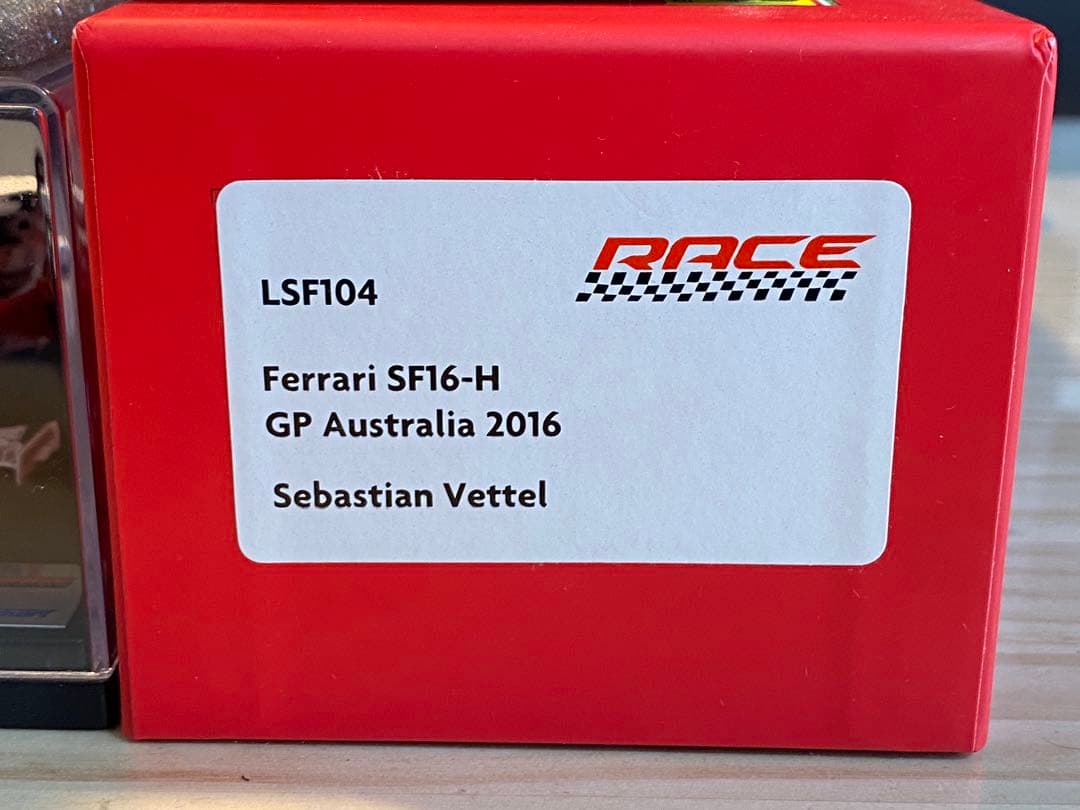 RACE
LSF104
Ferrari SF16-H
GP Australia 2016
Sebastian Vettel